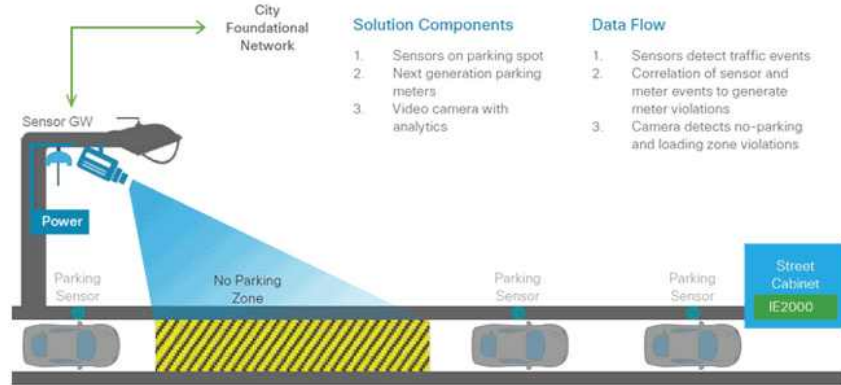 City
Foundational
Network
Solution Components
1. Sensors on parking spot
2. Next generation parking
meters
3. Video camera with
analytics
Data Flow
1. Sensors detect traffic events
2. Correlation of sensor and
meter events to generate
meter violations
3. Camera detects no-parking
and loading zone violations
Sensor GW
Power
Parking
Sensor
No Parking
Zone
Parking
Sensor
Parking
Sensor
Street
Cabinet
IE2000